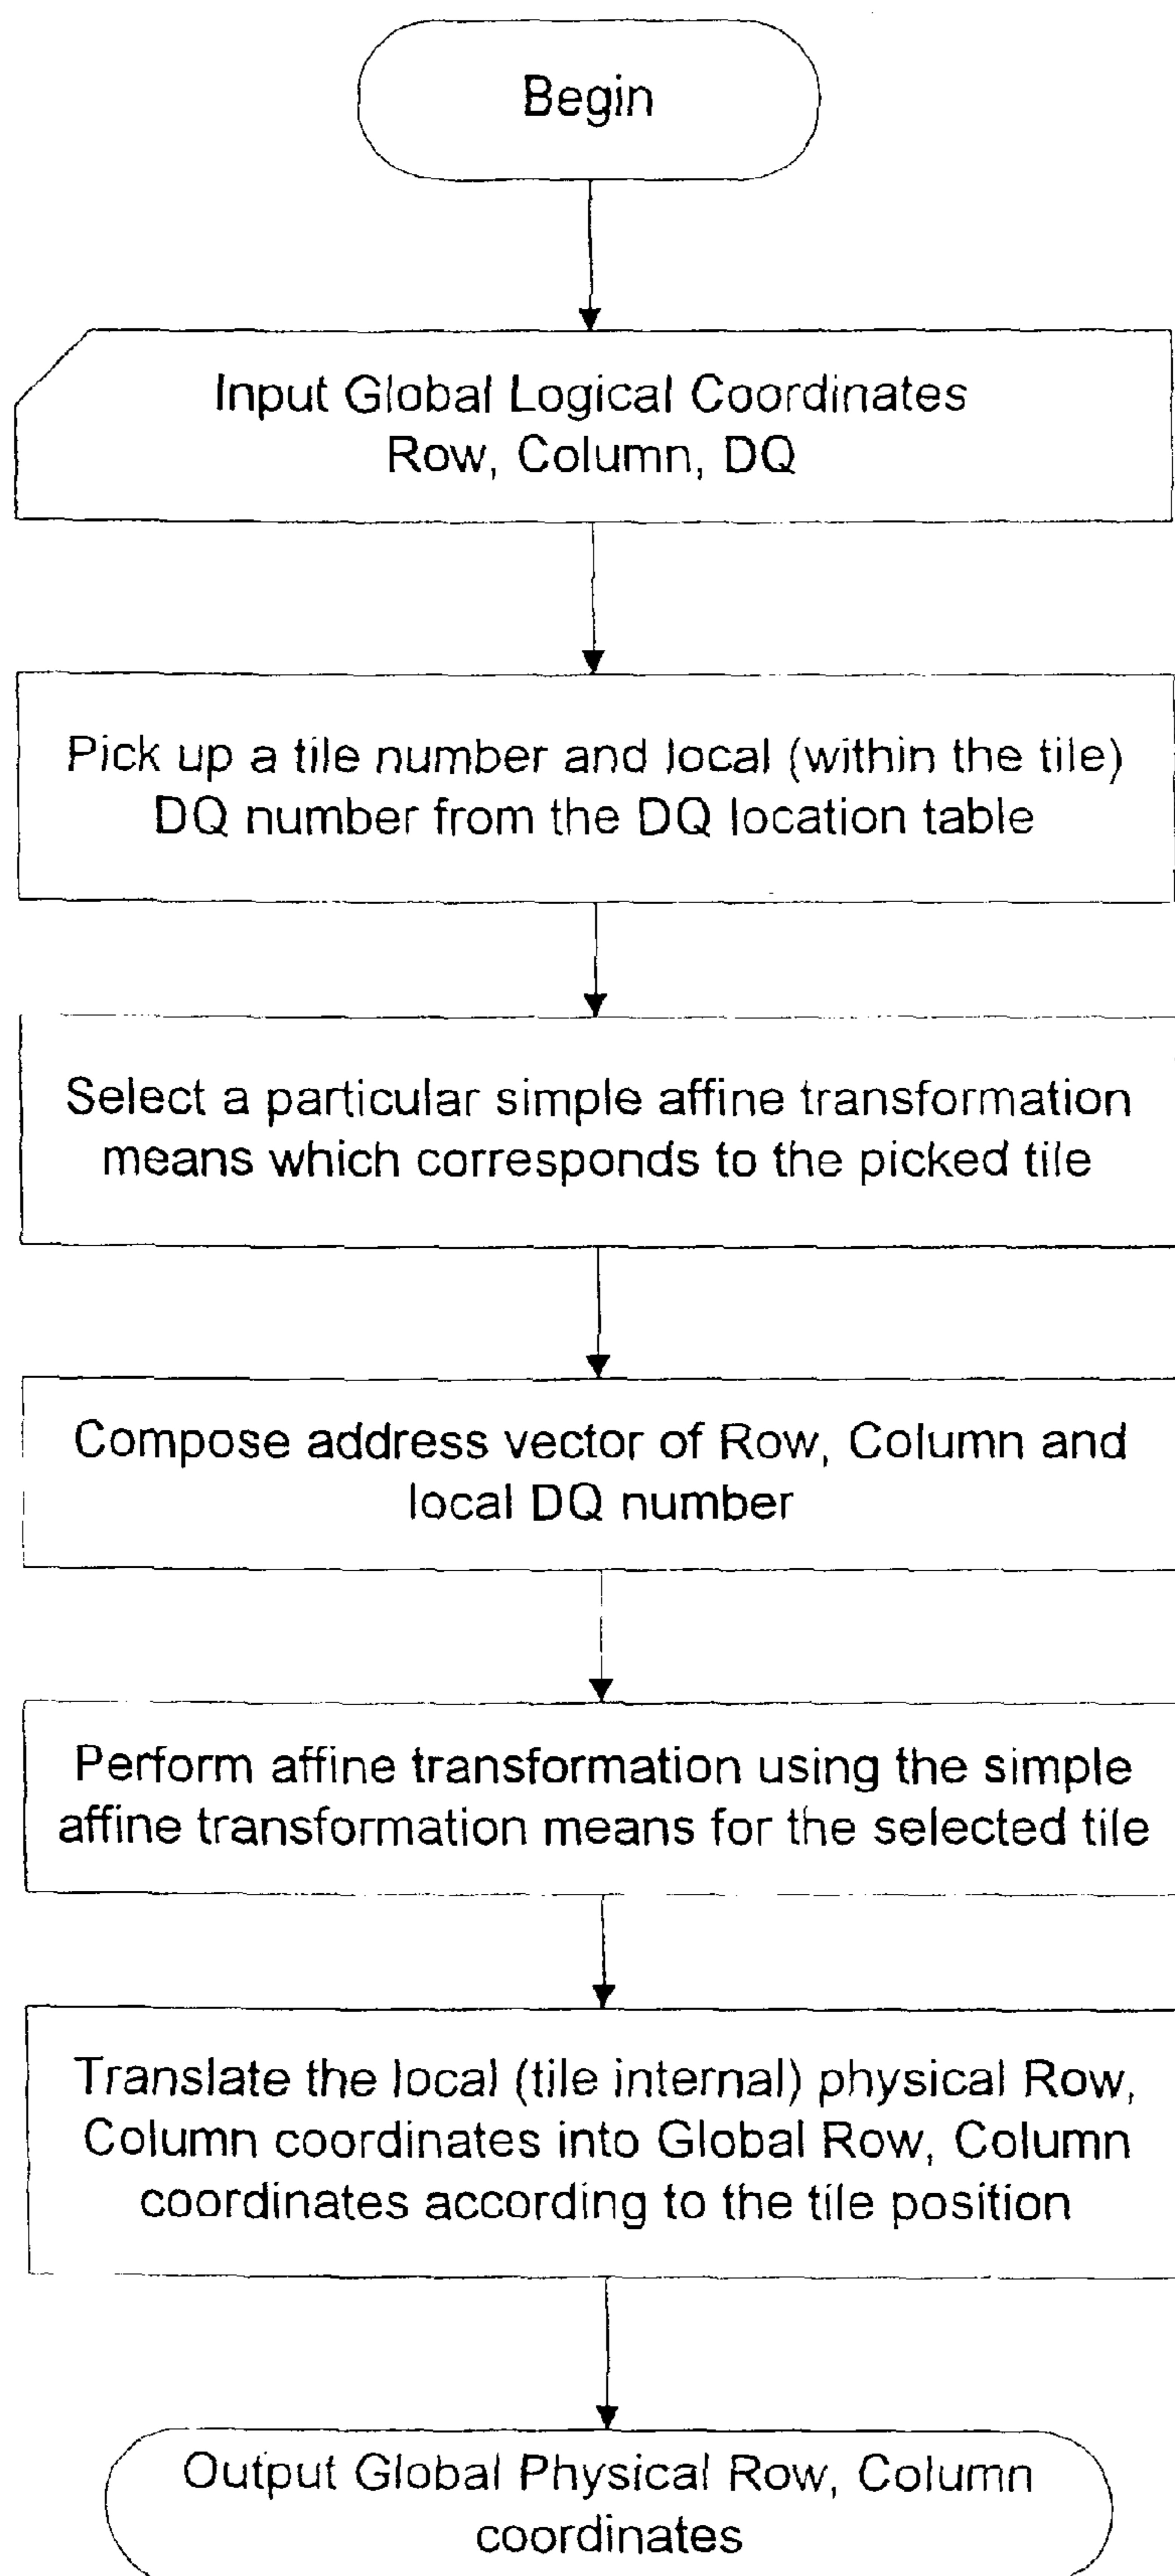 Begin
Input Global Logical Coordinates
Row, Column, DQ
Pick up a tile number and local (within the tile)
DQ number from the DQ location table
Select a particular simple affine transformation
means which corresponds to the picked tile
Compose address vector of Row, Column and
local DQ number
Perform affine transformation using the simple
affine transformation means for the selected tile
Translate the local (tile internal) physical Row,
Column coordinates into Global Row, Column
coordinates according to the tile position
Output Global Physical Row, Column
coordinates